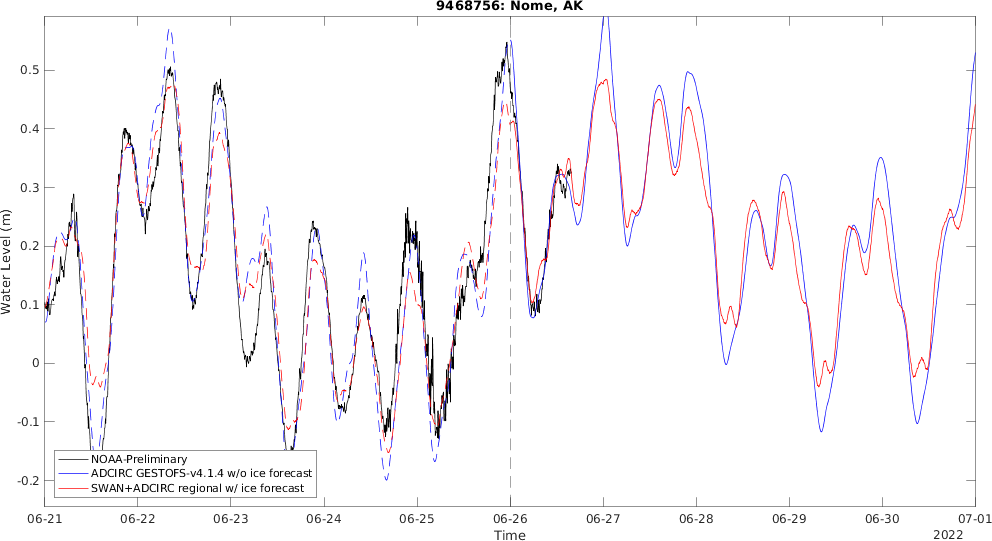 9468756: Nome, AK
Water Level (m)
0.5
0.4
0.3
0.2
0.1
0
-0.1
-0.2
NOAA-Preliminary
ADCIRC GESTOFS-v4.1.4 w/o ice forecast
SWAN+ADCIRC regional w/ ice forecast
06-21 06-22 06-23 06-24 06-25 06-26 06-27 06-28 06-29 06-30 07-01
Time
2022